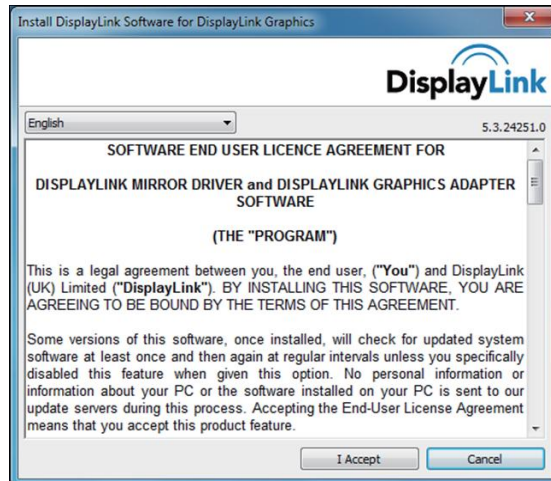 Install DisplayLink Software for DisplayLink Graphics
DisplayLink
English
5.3.24251.0
SOFTWARE END USER LICENCE AGREEMENT FOR
DISPLAYLINK MIRROR DRIVER and DISPLAYLINK GRAPHICS ADAPTER
SOFTWARE
(THE "PROGRAM")
This is a legal agreement between you, the end user, ("You") and DisplayLink
(UK) Limited ("DisplayLink"). BY INSTALLING THIS SOFTWARE, YOU ARE
AGREEING TO BE BOUND BY THE TERMS OF THIS AGREEMENT.
Some versions of this software, once installed, will check for updated system
software at least once and then again at regular intervals unless you specifically
disabled this feature when given this option. No personal information or
information about your PC or the software installed on your PC is sent to our
update servers during this process. Accepting the End-User License Agreement
means that you accept this product feature.
I Accept
Cancel